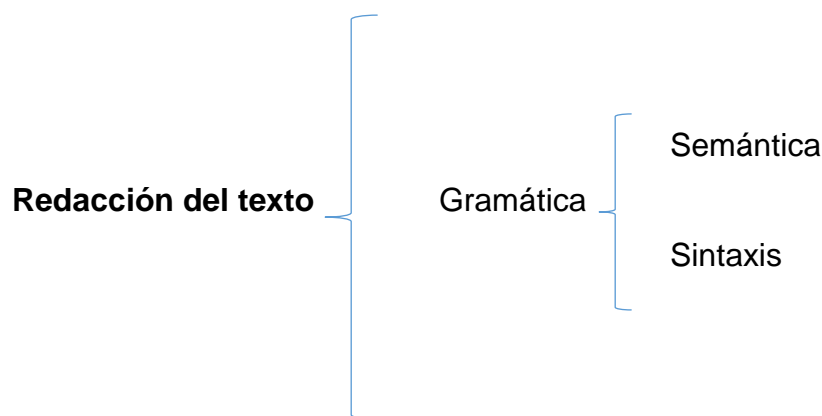 Redacción del texto
Gramática
Semántica
Sintaxis